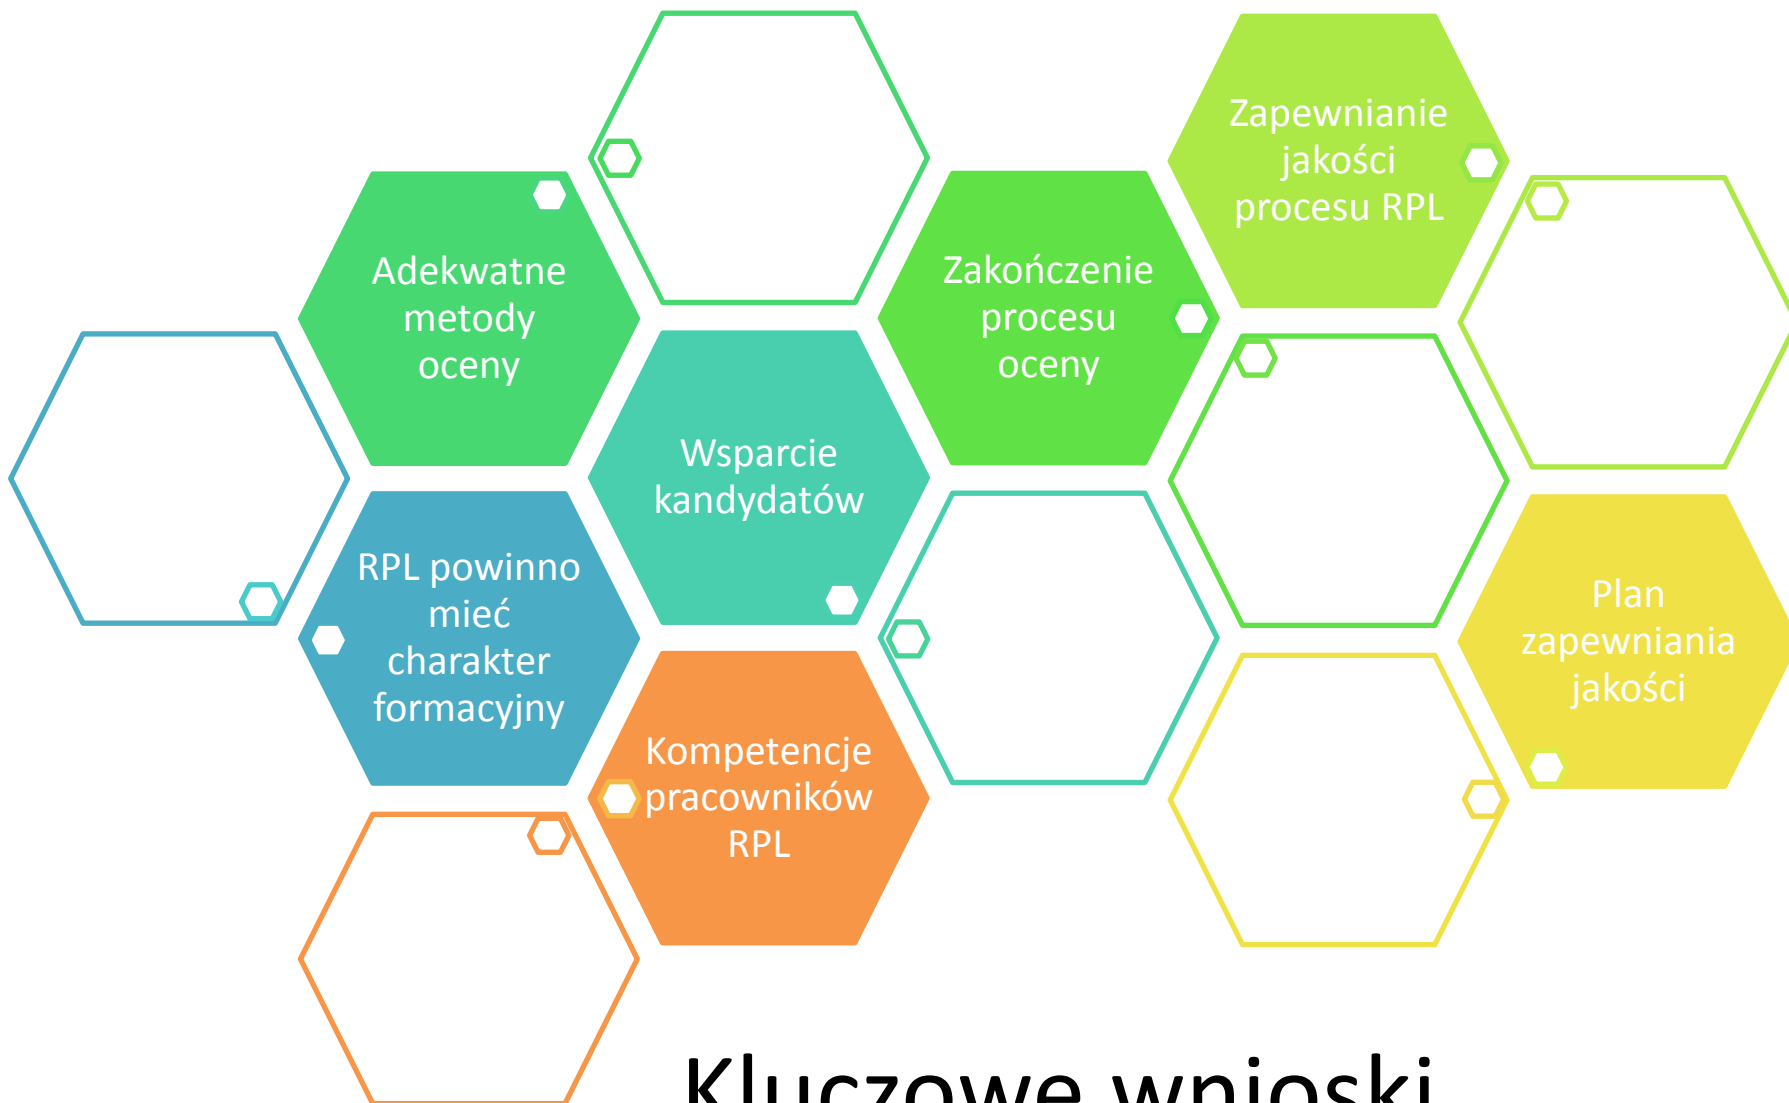 Zapewnianie
jakości
procesu RPL
Adekwatne
metody
oceny
Zakończenie
procesu
oceny
Wsparcie
kandydatów
RPL powinno
mieć
charakter
formacyjny
Plan
zapewniania
jakości
Kompetencje
pracowników
RPL
Kluczowe wnioski